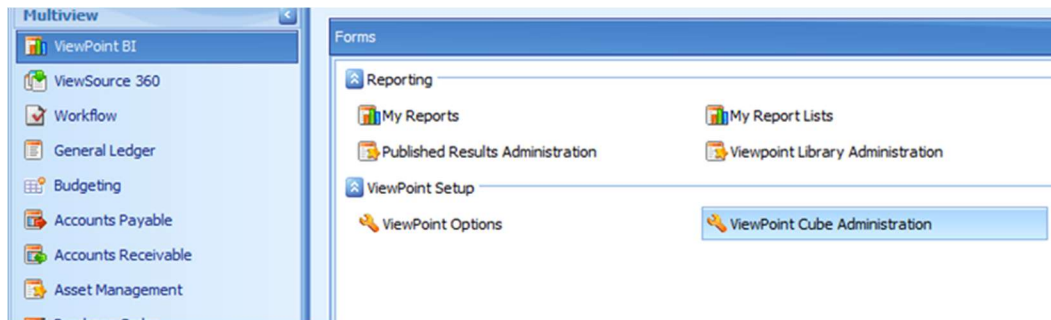 Multiview
ViewPoint BI
ViewSource 360
Workflow
General Ledger
Budgeting
Accounts Payable
Accounts Receivable
Asset Management
Forms
Reporting
My Reports
My Report Lists
Published Results Administration
Viewpoint Library Administration
ViewPoint Setup
ViewPoint Options
ViewPoint Cube Administration